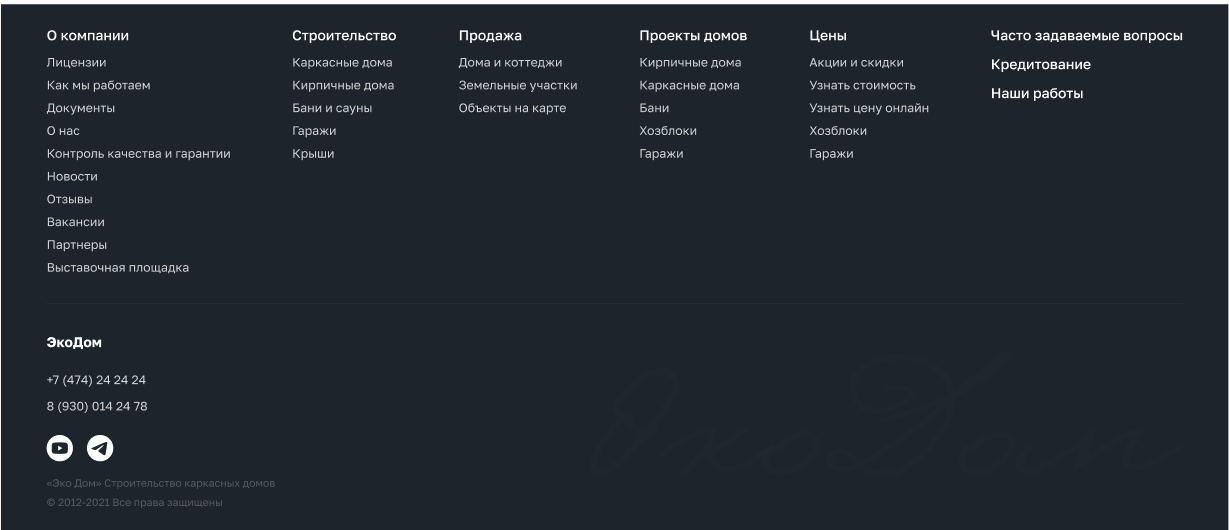 О компании
Лицензии
Как мы работаем
Документы
О нас
Контроль качества и гарантии
Новости
Отзывы
Вакансии
Партнеры
Выставочная площадка
Строительство
Каркасные дома
Кирпичные дома
Бани и сауны
Гаражи
Крыши
Продажа
Дома и коттеджи
Земельные участки
Объекты на карте
Проекты домов
Кирпичные дома
Каркасные дома
Бани
Хозблоки
Гаражи
Цены
Акции и скидки
Узнать стоимость
Узнать цену онлайн
Хозблоки
Гаражи
Часто задаваемые вопросы
Кредитование
Наши работы
ЭкоДом
+7 (474) 24 24 24
8 (930) 014 24 78
«Эко Дом» Строительство каркасных домов
© 2012-2021 Все права защищены
ЭкоДом